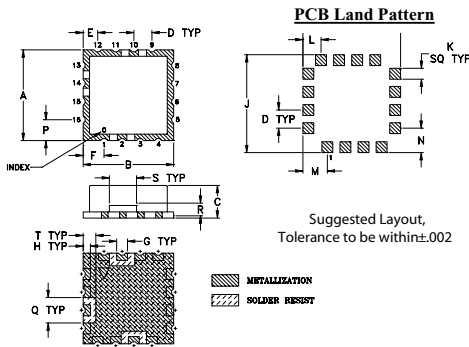 PCB Land Pattern
E
D TYP
12 11 10 9
13
14
15
16
8
7
6
5
A
P
0
1 2 3 4
INDEX
F
B
L
K
SQ TYP
J
D TYP
N
M
1
S TYP
R
C
Suggested Layout,
Tolerance to be within±.002
T TYP
H TYP
G TYP
Q TYP
METALLIZATION
SOLDER RESIST